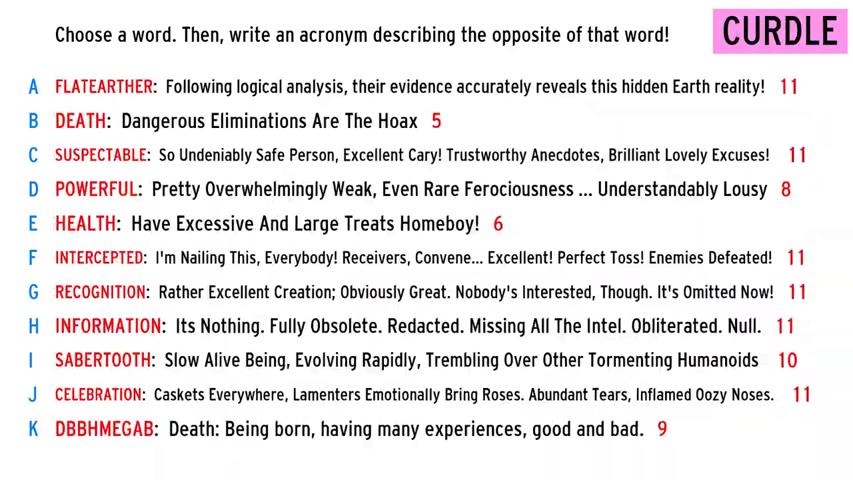 Choose a word. Then, write an acronym describing the opposite of that word!
CURDLE
A FLATEARTHER: Following logical analysis, their evidence accurately reveals this hidden Earth reality! 11
B DEATH: Dangerous Eliminations Are The Hoax 5
C SUSPECTABLE: So Undeniably Safe Person, Excellent Cary! Trustworthy Anecdotes, Brilliant Lovely Excuses! 11
D POWERFUL: Pretty Overwhelmingly Weak, Even Rare Ferociousness ... Understandably Lousy 8
E HEALTH: Have Excessive And Large Treats Homeboy! 6
F INTERCEPTED: I'm Nailing This, Everybody! Receivers, Convene... Excellent! Perfect Toss! Enemies Defeated! 11
G RECOGNITION: Rather Excellent Creation; Obviously Great. Nobody's Interested, Though. It's Omitted Now! 11
H INFORMATION: Its Nothing. Fully Obsolete. Redacted. Missing All The Intel. Obliterated. Null. 11
I SABERTOOTH: Slow Alive Being, Evolving Rapidly, Trembling Over Other Tormenting Humanoids 10
J CELEBRATION: Caskets Everywhere, Lamenters Emotionally Bring Roses. Abundant Tears, Inflamed Oozy Noses. 11
K DBBHMEGAB: Death: Being born, having many experiences, good and bad. 9